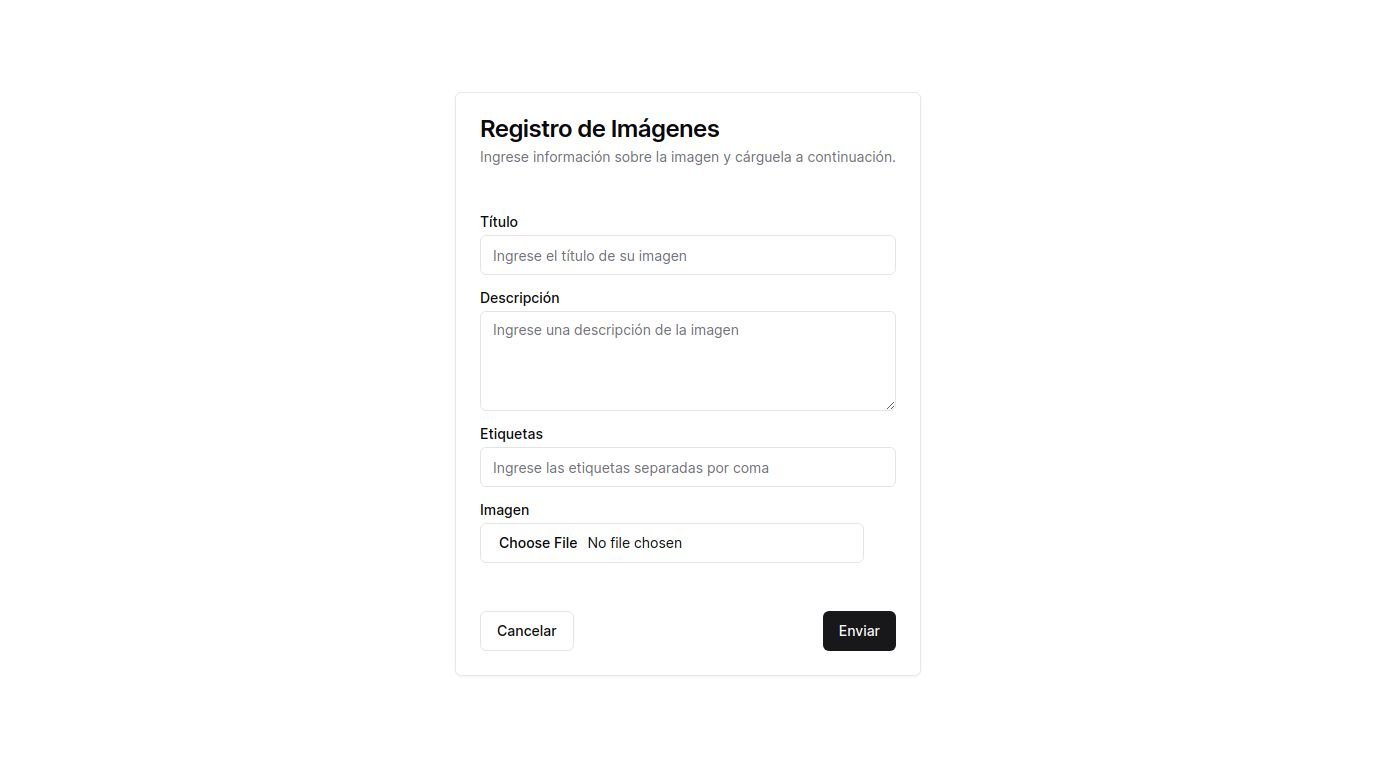 Registro de Imágenes
Ingrese información sobre la imagen y cárguela a continuación.
Título
Ingrese el título de su imagen
Descripción
Ingrese una descripción de la imagen
Etiquetas
Ingrese las etiquetas separadas por coma
Imagen
Choose File No file chosen
Cancelar Enviar